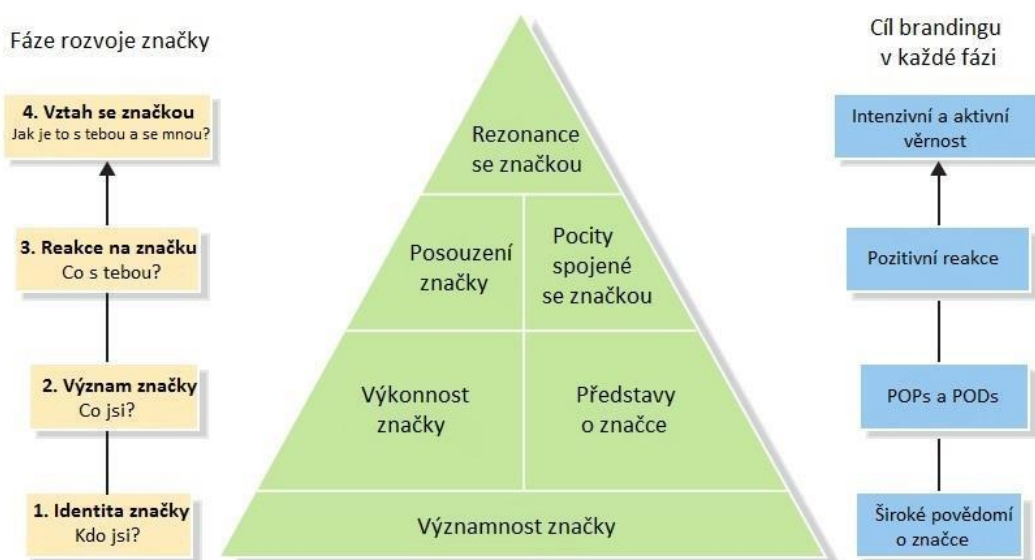 Fáze rozvoje značky
4. Vztah se značkou
Jak je to s tebou a se mnou?
3. Reakce na značku
Co s tebou?
2. Význam značky
Co jsi?
1. Identita značky
Kdo jsi?
Rezonance
se značkou
Posouzení
značky
Pocity
spojené
se značkou
Výkonnost
značky
Představy
o značce
Významnost značky
Cíl brandingu
v každé fázi
Intenzivní a aktivní
věrnost
Pozitivní reakce
POPs a PODs
Široké povědomí
o značce